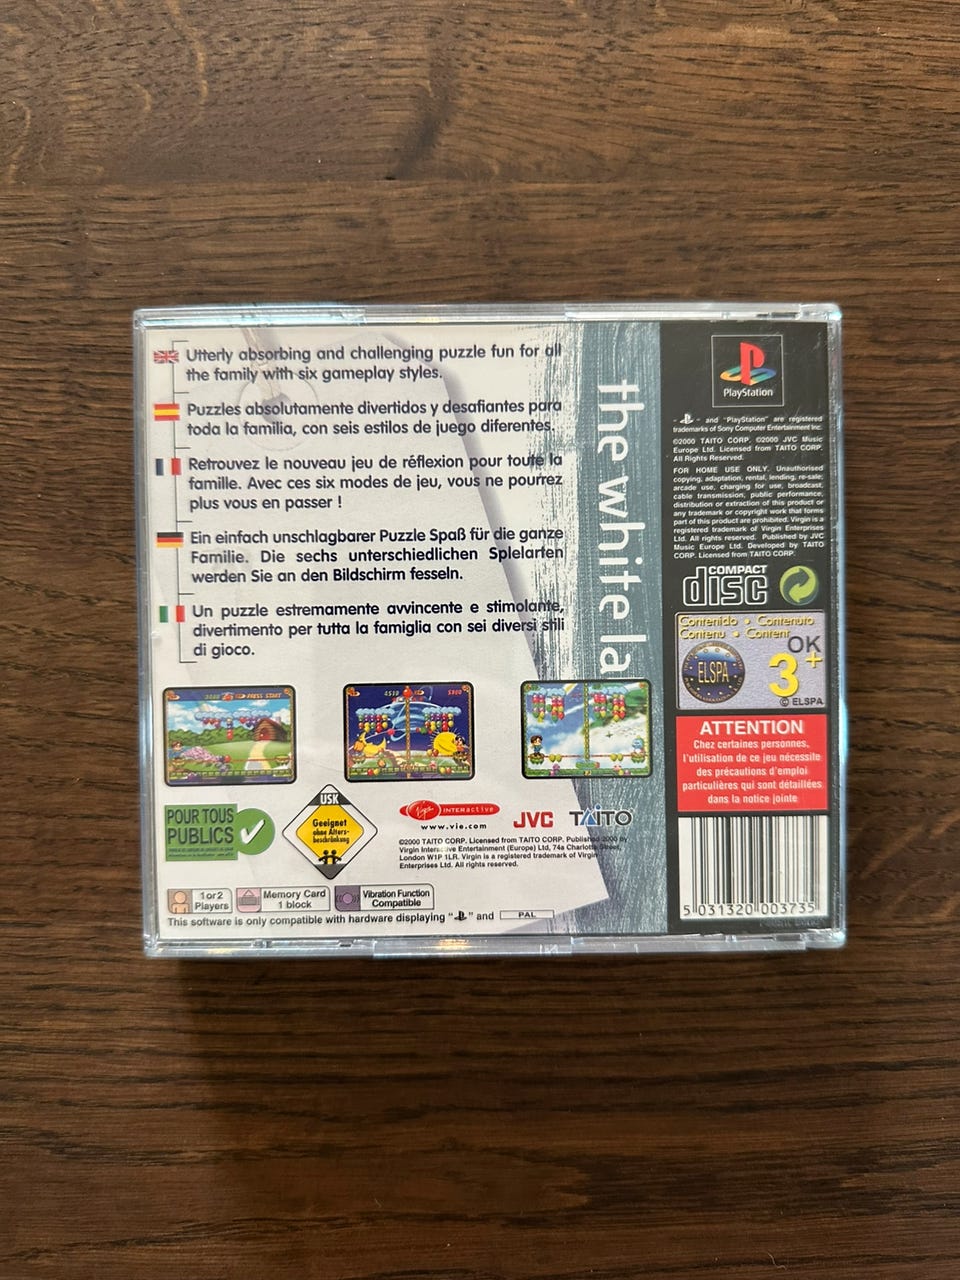 Utterly absorbing and challenging puzzle fun for all
the family with six gameplay styles.
Puzzles absolutamente divertidos y desafiantes para
toda la familia, con seis estilos de juego diferentes.
Retrouvez le nouveau jeu de réflexion pour toute la
famille. Avec ces six modes de jeu, vous ne pourrez
plus vous en passer !
Ein einfach unschlagbarer Puzzle Spaß für die ganze
Familie. Die sechs unterschiedlichen Spielarten
werden Sie an den Bildschirm fesseln.
Un puzzle estremamente avvincente e stimolante,
divertimento per tutta la famiglia con sei diversi stili
di gioco.
the white la
PRESS START
POUR TOUS
PUBLICS
USK
Geeignet
ohne Alters-
beschränkung
Virgin INTERactive
www.vie.com
JVC
TAITO
©2000 TAITO CORP. Licensed from TAITO CORP. Published 2000 by
Virgin Interactive Entertainment (Europe) Ltd, 74a Charlotte Street,
London W1P 1LR. Virgin is a registered trademark of Virgin
Enterprises Ltd. All rights reserved.
1 or 2
Players
Memory Card
1 block
Vibration Function
Compatible
This software is only compatible with hardware displaying " " and PAL
PlayStation
" " and "PlayStation" are registered
trademarks of Sony Computer Entertainment Inc.
©2000 TAITO CORP. ©2000 JVC Music
Europe Ltd. Licensed from TAITO CORP.
All Rights Reserved.
FOR HOME USE ONLY. Unauthorised
copying, adaptation, rental, lending, re-sale,
arcade use, charging for use, broadcast,
cable transmission, public performance,
distribution or extraction of this product or
any trademark or copyright work that forms
part of this product are prohibited. Virgin is a
registered trademark of Virgin Enterprises
Ltd. All rights reserved. Published by JVC
Music Europe Ltd. Developed by TAITO
CORP. Licensed from TAITO CORP.
COMPACT
disc
Contenido • Contenuto
Contenu • Content
ELSPA
OK
3+
© ELSPA
ATTENTION
Chez certaines personnes,
l'utilisation de ce jeu nécessite
des précautions d'emploi
particulières qui sont détaillées
dans la notice jointe
5 031320 003735